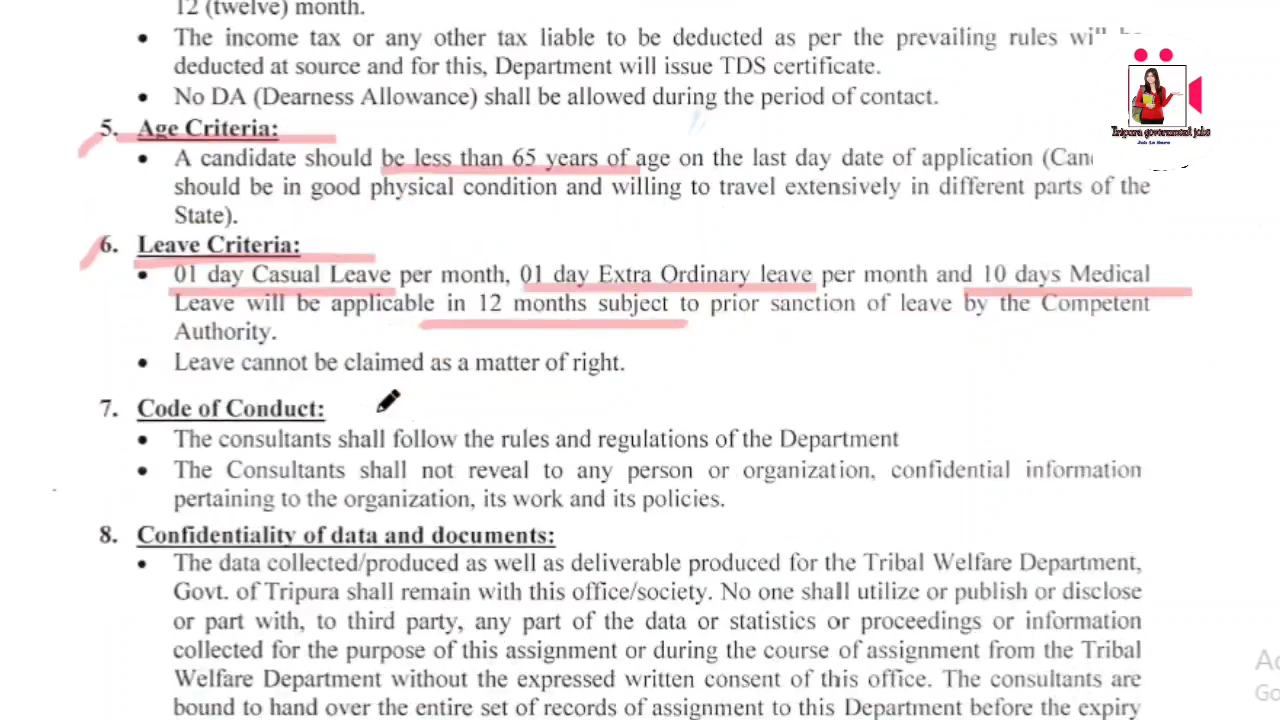 12 (twelve) month.
• The income tax or any other tax liable to be deducted as per the prevailing rules will be
deducted at source and for this, Department will issue TDS certificate.
• No DA (Dearness Allowance) shall be allowed during the period of contact.
5. Age Criteria:
• A candidate should be less than 65 years of age on the last day date of application
should be in good physical condition and willing to travel extensively in different parts of the
State).
6. Leave Criteria:
• 01 day Casual Leave per month, 01 day Extra Ordinary leave per month and 10 days Medical
Leave will be applicable in 12 months subject to prior sanction of leave by the Competent
Authority.
• Leave cannot be claimed as a matter of right.
7. Code of Conduct:
• The consultants shall follow the rules and regulations of the Department
• The Consultants shall not reveal to any person or organization, confidential information
pertaining to the organization, its work and its policies.
8. Confidentiality of data and documents:
• The data collected/produced as well as deliverable produced for the Tribal Welfare Department,
Govt. of Tripura shall remain with this office/society. No one shall utilize or publish or disclose
or part with, to third party, any part of the data or statistics or proceedings or information
collected for the purpose of this assignment or during the course of assignment from the Tribal
Welfare Department without the expressed written consent of this office. The consultants are
bound to hand over the entire set of records of assignment to this Department before the expiry
Tripura government jobs